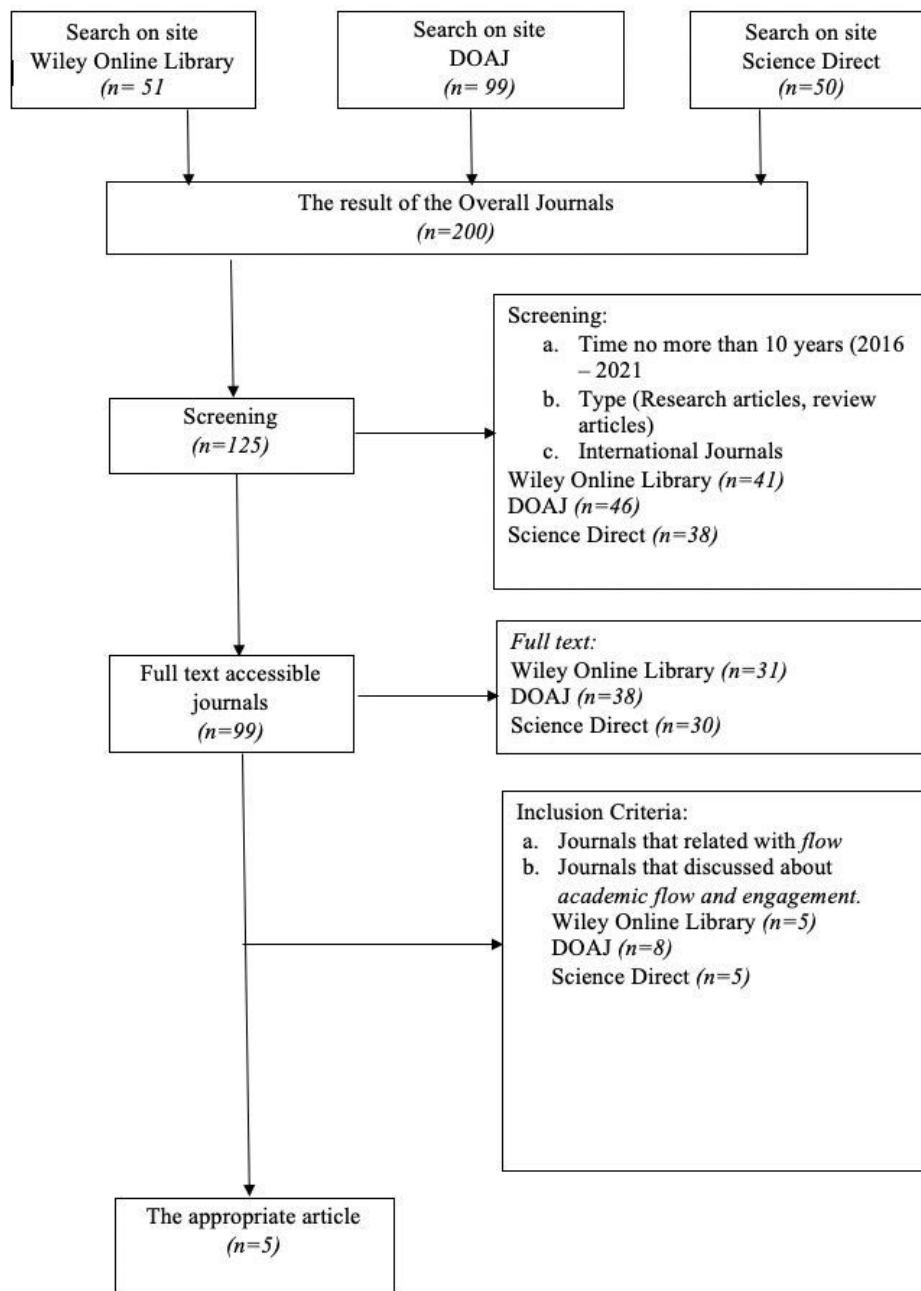 Search on site
Wiley Online Library
(n= 51
Search on site
DOAJ
(n= 99)
Search on site
Science Direct
(n=50)
The result of the Overall Journals
(n=200)
Screening:
a. Time no more than 10 years (2016
– 2021
b. Type (Research articles, review
articles)
c. International Journals
Wiley Online Library (n=41)
DOAJ (n=46)
Science Direct (n=38)
Screening
(n=125)
Full text:
Wiley Online Library (n=31)
DOAJ (n=38)
Science Direct (n=30)
Full text accessible
journals
(n=99)
Inclusion Criteria:
a. Journals that related with flow
b. Journals that discussed about
academic flow and engagement.
Wiley Online Library (n=5)
DOAJ (n=8)
Science Direct (n=5)
The appropriate article
(n=5)